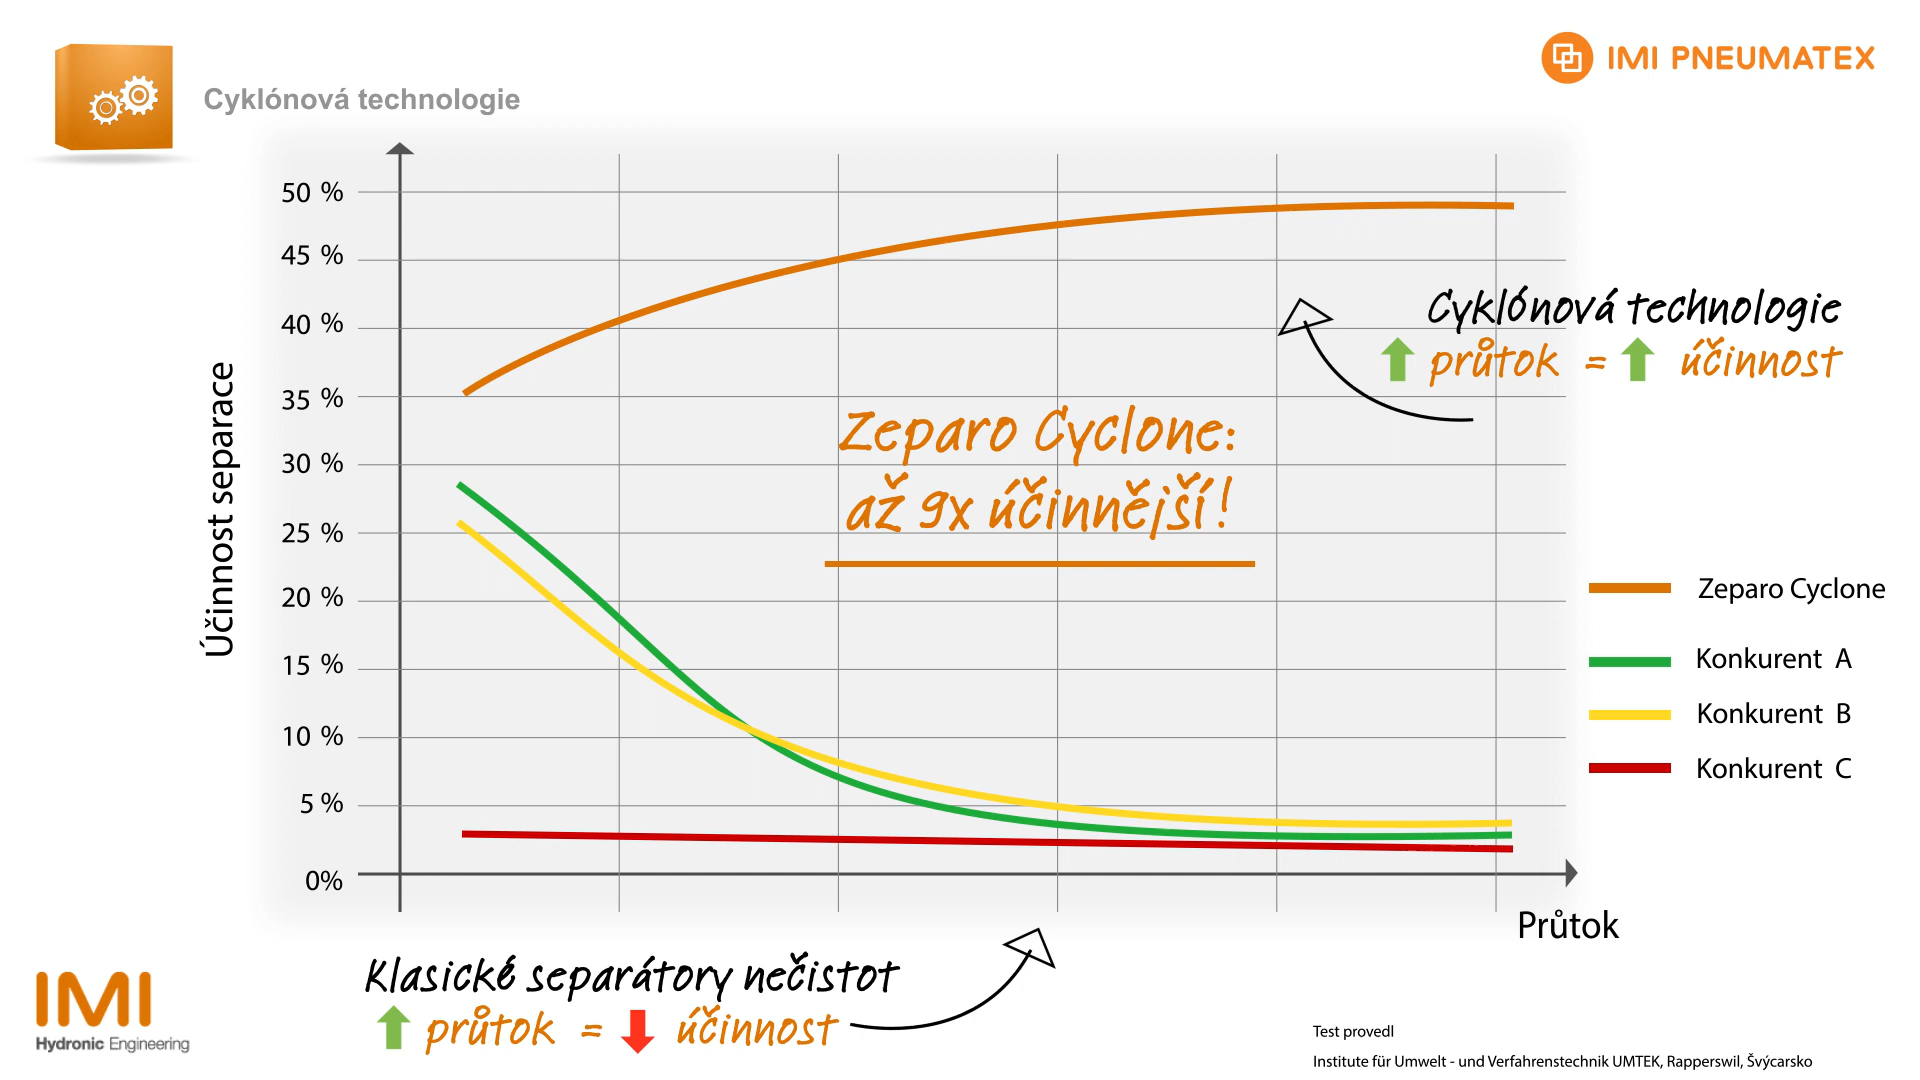 IMI PNEUMATEX
Cyklónová technologie
50 %
45 %
40 %
35 %
30 %
25 %
20 %
15 %
10 %
5 %
0%
Účinnost separace
Cyklónová technologie
průtok = účinnost
Zeparo Cyclone:
až 9x účinnější!
Zeparo Cyclone
Konkurent A
Konkurent B
Konkurent C
Průtok
Klasické separátory nečistot
průtok = účinnost
IMI
Hydronic Engineering
Test provedl
Institute für Umwelt - und Verfahrenstechnik UMTEK, Rapperswil, Švýcarsko